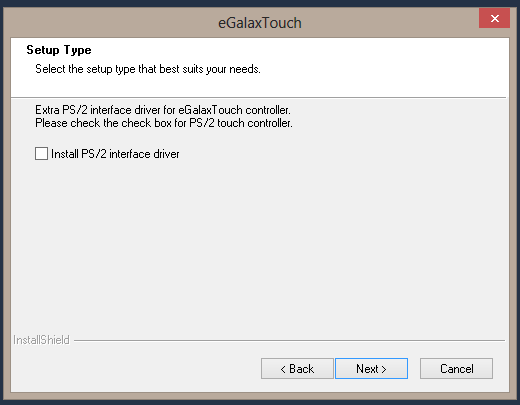 eGalaxTouch
Setup Type
Select the setup type that best suits your needs.
Extra PS/2 interface driver for eGalaxTouch controller.
Please check the check box for PS/2 touch controller.
Install PS/2 interface driver
InstallShield
< Back Next > Cancel